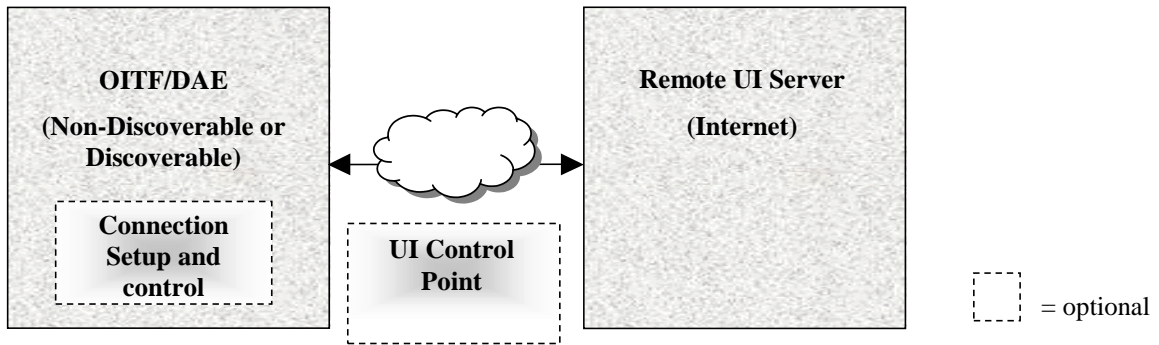 OITF/DAE
(Non-Discoverable or
Discoverable)
Connection
Setup and
control
UI Control
Point
Remote UI Server
(Internet)
= optional